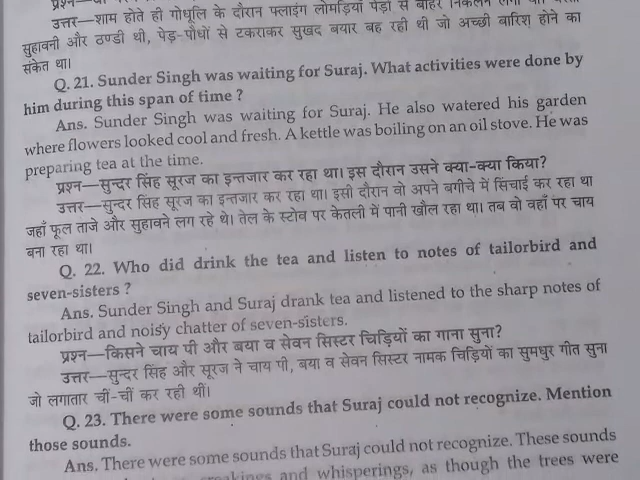 उत्तर—शाम होते ही गोधूलि के दौरान फ्लाइंग लोमड़ियाँ पेड़ों से बाहर
सुहावनी और ठण्डी थी, पेड़-पौधों से टकराकर सुखद बयार बह रही थी जो अच्छी बारिश होने का
संकेत था।
Q. 21. Sunder Singh was waiting for Suraj. What activities were done by
him during this span of time ?
Ans. Sunder Singh was waiting for Suraj. He also watered his garden
where flowers looked cool and fresh. A kettle was boiling on an oil stove. He was
preparing tea at the time.
प्रश्न—सुन्दर सिंह सूरज का इन्तजार कर रहा था। इस दौरान उसने क्या-क्या किया?
उत्तर—सुन्दर सिंह सूरज का इन्तजार कर रहा था। इसी दौरान वो अपने बगीचे में सिंचाई कर रहा था
जहाँ फूल ताजे और सुहावने लग रहे थे। तेल के स्टोव पर केतली में पानी खौल रहा था। तब वो वहाँ पर चाय
बना रहा था।
Q. 22. Who did drink the tea and listen to notes of tailorbird and
seven-sisters ?
Ans. Sunder Singh and Suraj drank tea and listened to the sharp notes of
tailorbird and noisy chatter of seven-sisters.
प्रश्न—किसने चाय पी और बया व सेवन सिस्टर चिड़ियों का गाना सुना?
उत्तर—सुन्दर सिंह और सूरज ने चाय पी, बया व सेवन सिस्टर नामक चिड़ियों का सुमधुर गीत सुना
जो लगातार चीं-चीं कर रही थीं।
Q. 23. There were some sounds that Suraj could not recognize. Mention
those sounds.
Ans. There were some sounds that Suraj could not recognize. These sounds
creakings and whisperings, as though the trees were